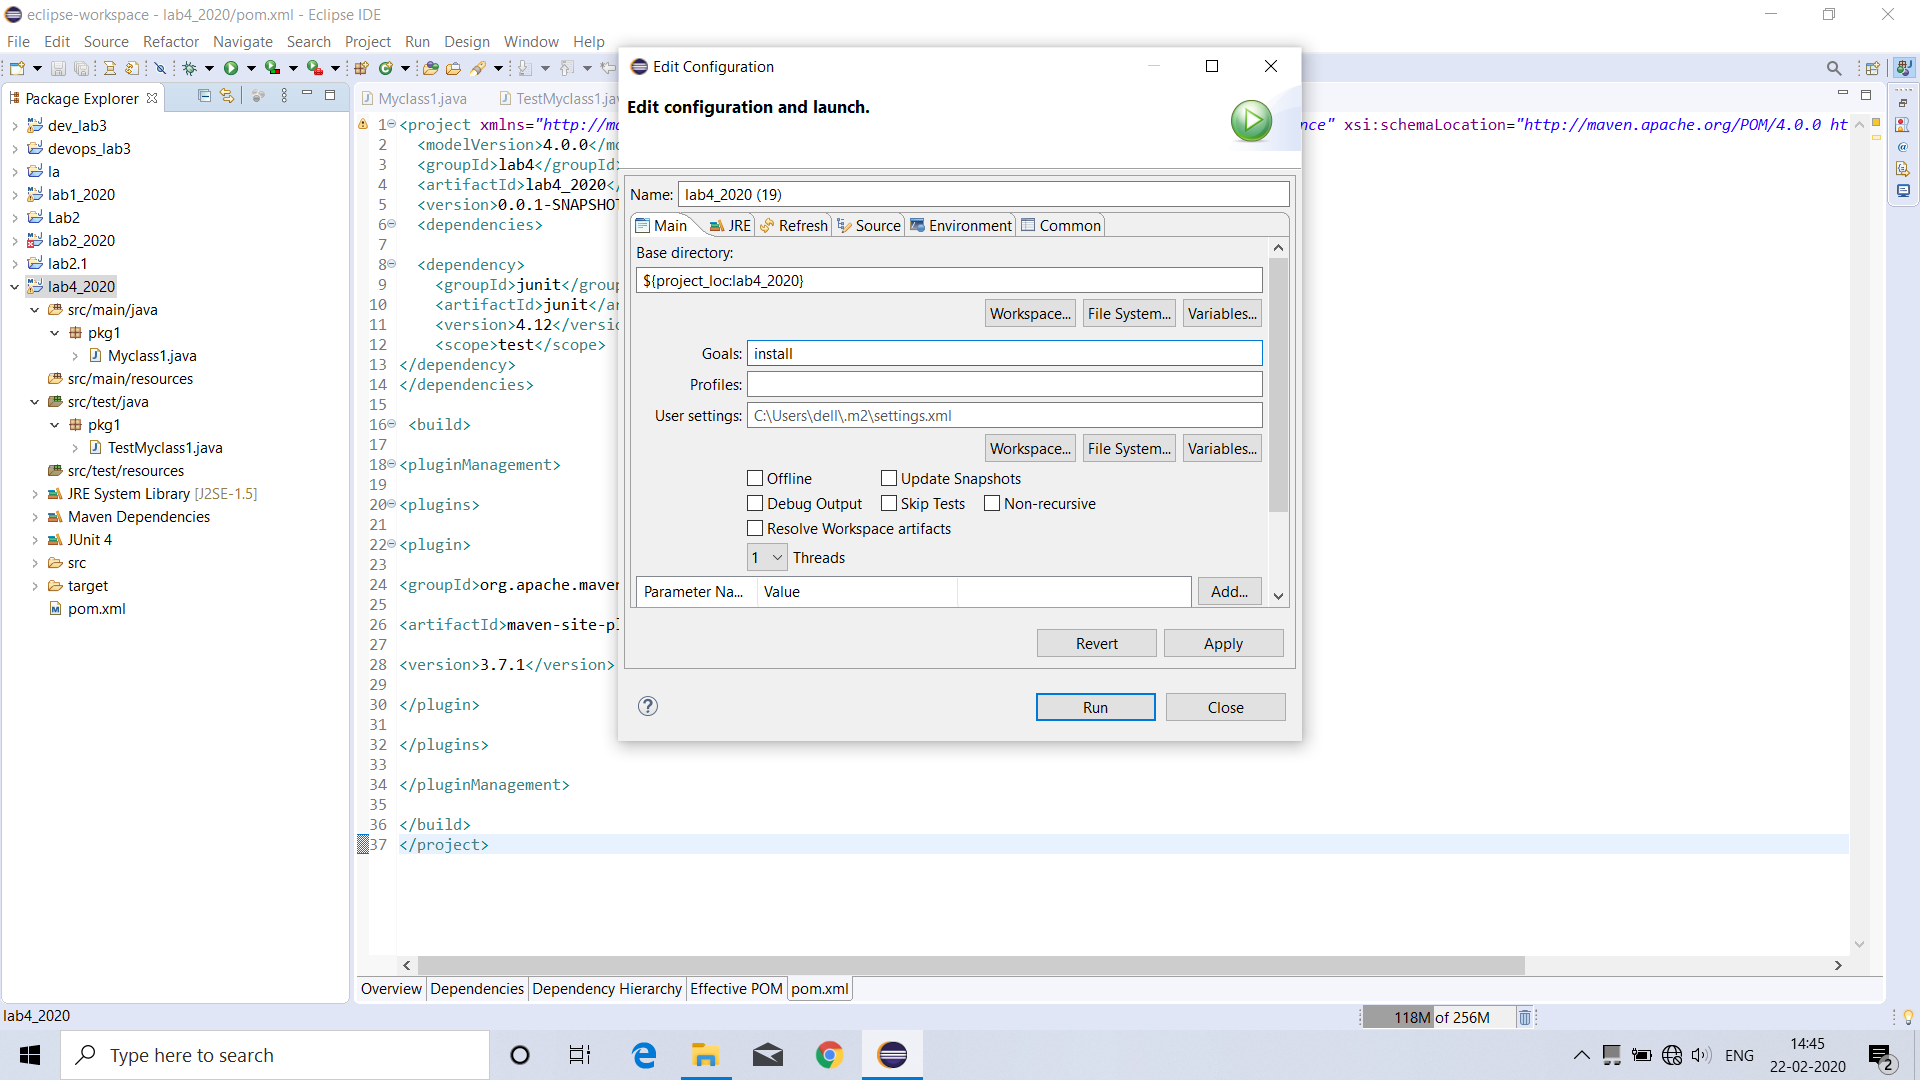 eclipse-workspace - lab4_2020/pom.xml - Eclipse IDE
File Edit Source Refactor Navigate Search Project Run Design Window Help
Package Explorer
dev_lab3
devops_lab3
la
lab1_2020
Lab2
lab2_2020
lab2.1
lab4_2020
src/main/java
pkg1
Myclass1.java
src/main/resources
src/test/java
pkg1
TestMyclass1.java
src/test/resources
JRE System Library [J2SE-1.5]
Maven Dependencies
JUnit 4
src
target
pom.xml
Myclass1.java TestMyclass1.jav
1 <project xmlns="http://ma ence" xsi:schemaLocation="http://maven.apache.org/POM/4.0.0 ht
2 <modelVersion>4.0.0</mo
3 <groupId>lab4</groupId>
4 <artifactId>lab4_2020</
5 <version>0.0.1-SNAPSHOT
6 <dependencies>
7
8 <dependency>
9 <groupId>junit</group
10 <artifactId>junit</ar
11 <version>4.12</versio
12 <scope>test</scope>
13 </dependency>
14 </dependencies>
15
16 <build>
17
18 <pluginManagement>
19
20 <plugins>
21
22 <plugin>
23
24 <groupId>org.apache.maven
25
26 <artifactId>maven-site-pl
27
28 <version>3.7.1</version>
29
30 </plugin>
31
32 </plugins>
33
34 </pluginManagement>
35
36 </build>
37 </project>
Overview Dependencies Dependency Hierarchy Effective POM pom.xml
Edit Configuration
Edit configuration and launch.
Name: lab4_2020 (19)
Main JRE Refresh Source Environment Common
Base directory:
${project_loc:lab4_2020}
Workspace... File System... Variables...
Goals: install
Profiles:
User settings: C:\Users\dell\.m2\settings.xml
Workspace... File System... Variables...
Offline Update Snapshots
Debug Output Skip Tests Non-recursive
Resolve Workspace artifacts
1 Threads
Parameter Na... Value Add...
Revert Apply
Run Close
lab4_2020
118M of 256M
Type here to search
ENG
14:45
22-02-2020
2